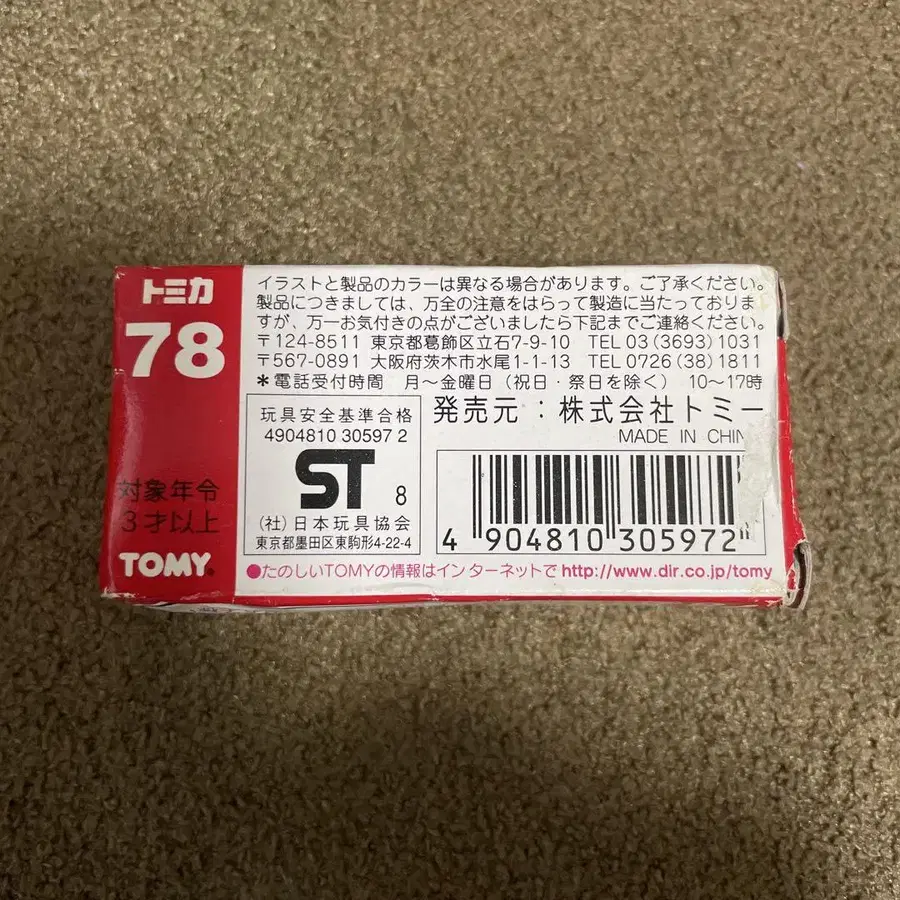 トミカ
78
対象年令
3才以上
TOMY
イラストと製品のカラーは異なる場合があります。ご了承ください。
製品につきましては、万全の注意をはらって製造に当たっておりま
すが、万一お気付きの点がございましたら下記までご連絡ください。
〒124-8511 東京都葛飾区立石7-9-10 TEL 03(3693)1031
〒567-0891 大阪府茨木市水尾1-1-13 TEL 0726(38)1811
*電話受付時間 月〜金曜日(祝日・祭日を除く) 10〜17時
玩具安全基準合格
4904810 30597 2
ST 8
(社)日本玩具協会
東京都墨田区東駒形4-22-4
発売元:株式会社トミー
MADE IN CHIN
4 904810 305972
●たのしいTOMYの情報はインターネットで http://www.dir.co.jp/tomy